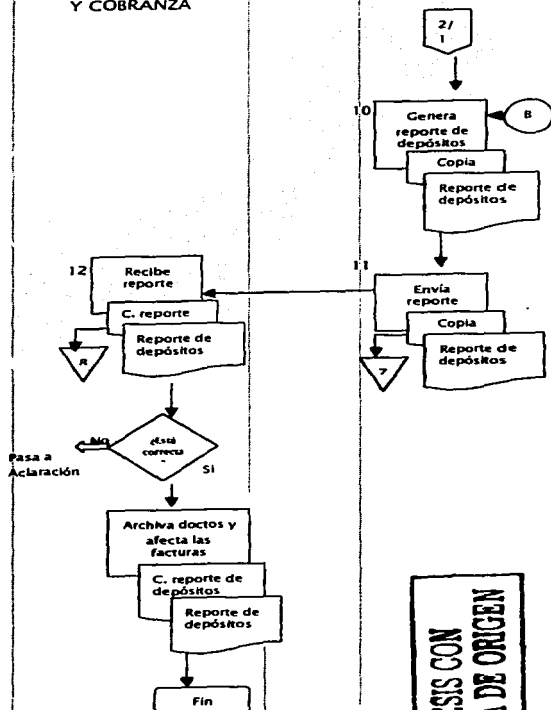 Y COBRANZA
2/
1
10
Genera
reporte de
depósitos
B
Copia
Reporte de
depósitos
11
Envía
reporte
Copia
Reporte de
depósitos
7
12
Recibe
reporte
C. reporte
Reporte de
depósitos
¿Está
correcta
No
Si
Pasa a
Aclaración
Archiva doctos y
afecta las
facturas
C. reporte de
depósitos
Reporte de
depósitos
Fin
SIS CON
DE ORIGEN